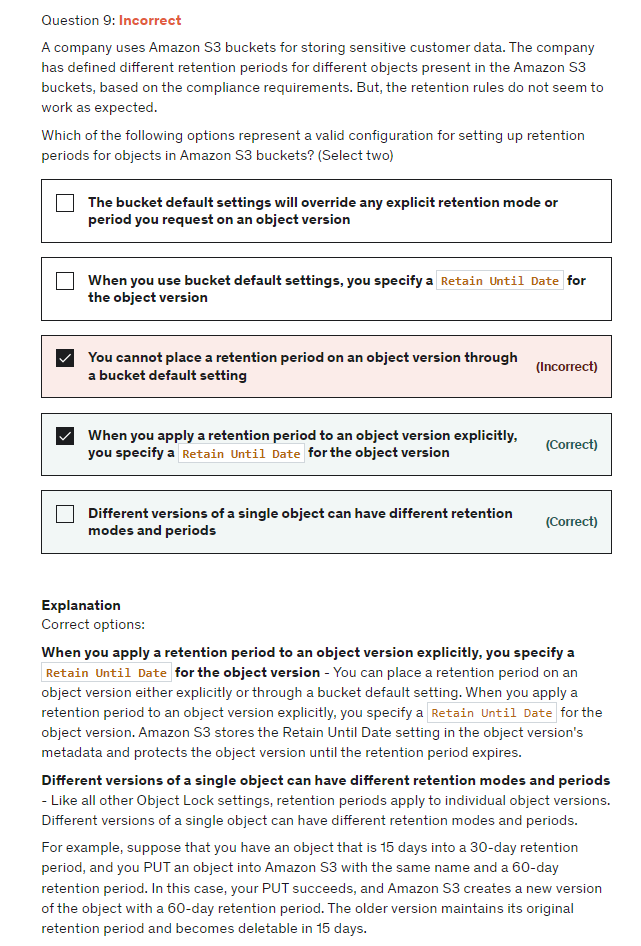 Question 9: Incorrect
A company uses Amazon S3 buckets for storing sensitive customer data. The company
has defined different retention periods for different objects present in the Amazon S3
buckets, based on the compliance requirements. But, the retention rules do not seem to
work as expected.
Which of the following options represent a valid configuration for setting up retention
periods for objects in Amazon S3 buckets? (Select two)
The bucket default settings will override any explicit retention mode or
period you request on an object version
When you use bucket default settings, you specify a Retain Until Date for
the object version
You cannot place a retention period on an object version through
a bucket default setting
(Incorrect)
When you apply a retention period to an object version explicitly,
you specify a Retain Until Date for the object version
(Correct)
Different versions of a single object can have different retention
modes and periods
(Correct)
Explanation
Correct options:
When you apply a retention period to an object version explicitly, you specify a
Retain Until Date for the object version - You can place a retention period on an
object version either explicitly or through a bucket default setting. When you apply a
retention period to an object version explicitly, you specify a Retain Until Date for the
object version. Amazon S3 stores the Retain Until Date setting in the object version's
metadata and protects the object version until the retention period expires.
Different versions of a single object can have different retention modes and periods
- Like all other Object Lock settings, retention periods apply to individual object versions.
Different versions of a single object can have different retention modes and periods.
For example, suppose that you have an object that is 15 days into a 30-day retention
period, and you PUT an object into Amazon S3 with the same name and a 60-day
retention period. In this case, your PUT succeeds, and Amazon S3 creates a new version
of the object with a 60-day retention period. The older version maintains its original
retention period and becomes deletable in 15 days.